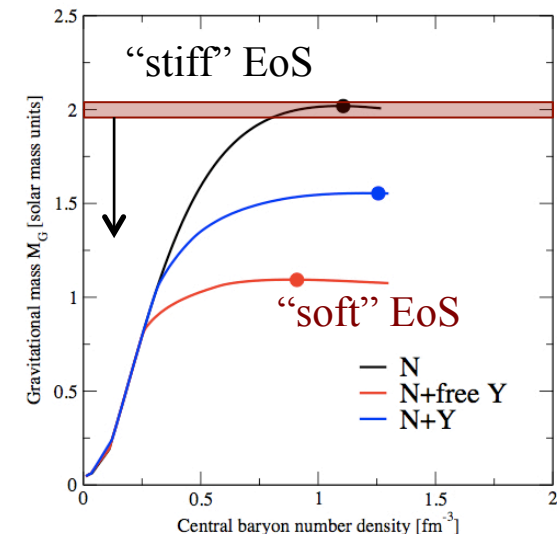 2.5
“stiff” EoS
2
1.5
1
“soft” EoS
N
N+free Y
N+Y
0.5
0
0 0.5 1 1.5 2
Gravitational mass M_G [solar mass units]
Central baryon number density [fm⁻³]